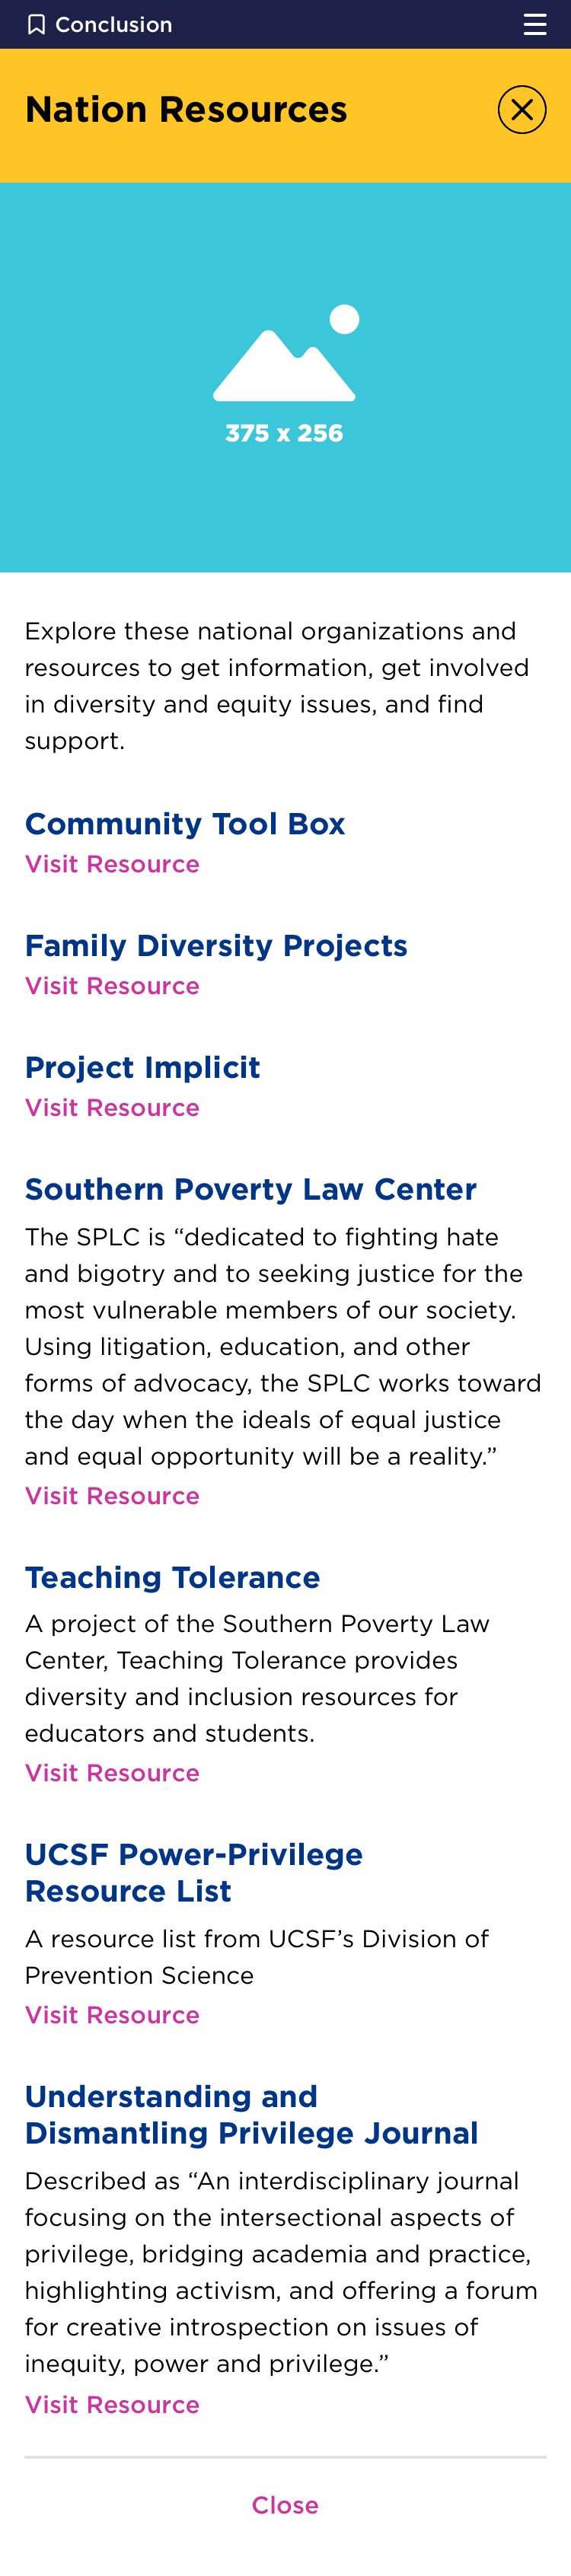 Conclusion
Nation Resources
375 x 256
Explore these national organizations and
resources to get information, get involved
in diversity and equity issues, and find
support.
Community Tool Box
Visit Resource
Family Diversity Projects
Visit Resource
Project Implicit
Visit Resource
Southern Poverty Law Center
The SPLC is “dedicated to fighting hate
and bigotry and to seeking justice for the
most vulnerable members of our society.
Using litigation, education, and other
forms of advocacy, the SPLC works toward
the day when the ideals of equal justice
and equal opportunity will be a reality.”
Visit Resource
Teaching Tolerance
A project of the Southern Poverty Law
Center, Teaching Tolerance provides
diversity and inclusion resources for
educators and students.
Visit Resource
UCSF Power-Privilege
Resource List
A resource list from UCSF’s Division of
Prevention Science
Visit Resource
Understanding and
Dismantling Privilege Journal
Described as “An interdisciplinary journal
focusing on the intersectional aspects of
privilege, bridging academia and practice,
highlighting activism, and offering a forum
for creative introspection on issues of
inequity, power and privilege.”
Visit Resource
Close